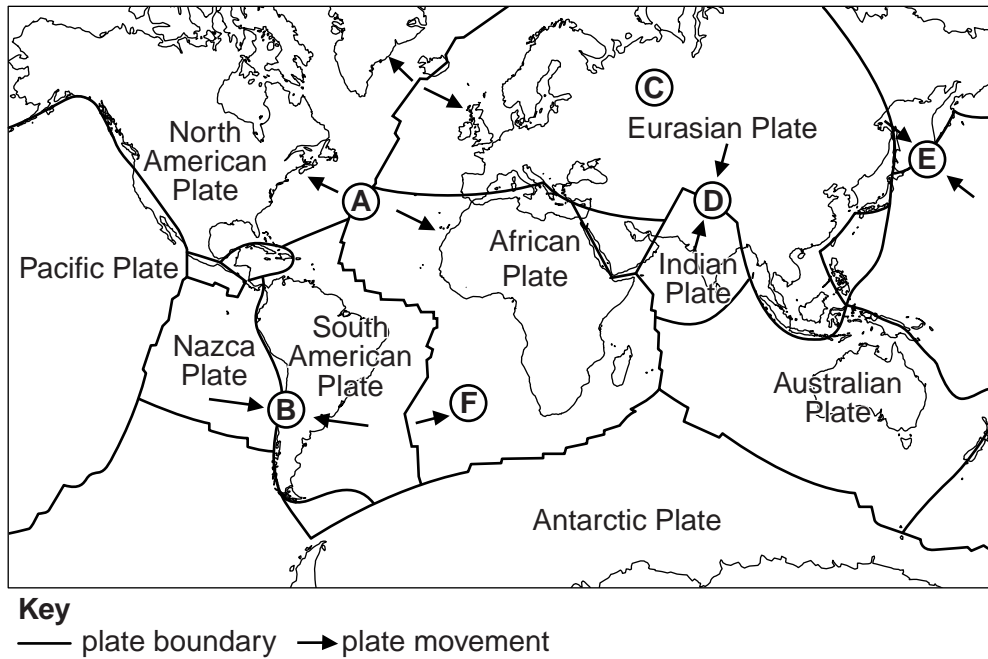 C
Eurasian Plate
North
American
Plate
E
A
D
African
Plate
Indian
Plate
Pacific Plate
South
American
Plate
Nazca
Plate
Australian
Plate
B
F
Antarctic Plate
Key
plate boundary
plate movement